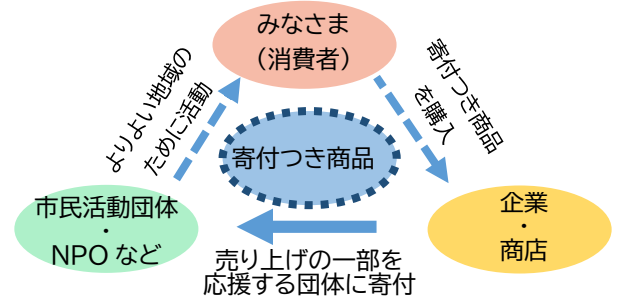 みなさま
（消費者）
よりよい地域の
ために活動
寄付つき商品
を購入
寄付つき商品
市民活動団体
・
NPO など
企業
・
商店
売り上げの一部を
応援する団体に寄付